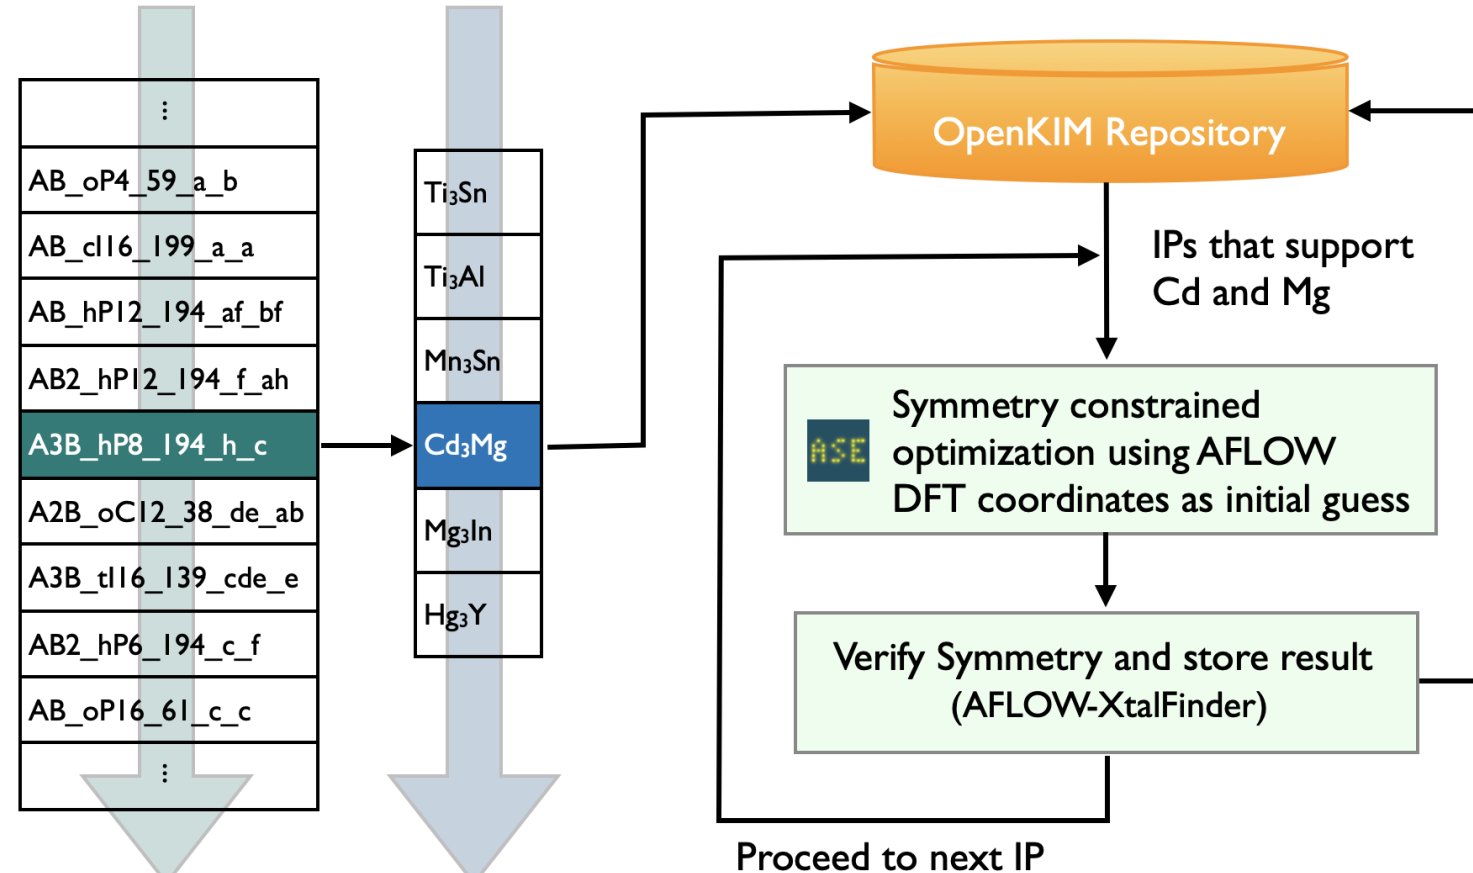 ⋮
AB_oP4_59_a_b
AB_cI16_199_a_a
AB_hP12_194_af_bf
AB2_hP12_194_f_ah
A3B_hP8_194_h_c
A2B_oC12_38_de_ab
A3B_tI16_139_cde_e
AB2_hP6_194_c_f
AB_oP16_61_c_c
⋮
Ti₃Sn
Ti₃Al
Mn₃Sn
Cd₃Mg
Mg₃In
Hg₃Y
OpenKIM Repository
IPs that support
Cd and Mg
ASE
Symmetry constrained
optimization using AFLOW
DFT coordinates as initial guess
Verify Symmetry and store result
(AFLOW-XtalFinder)
Proceed to next IP